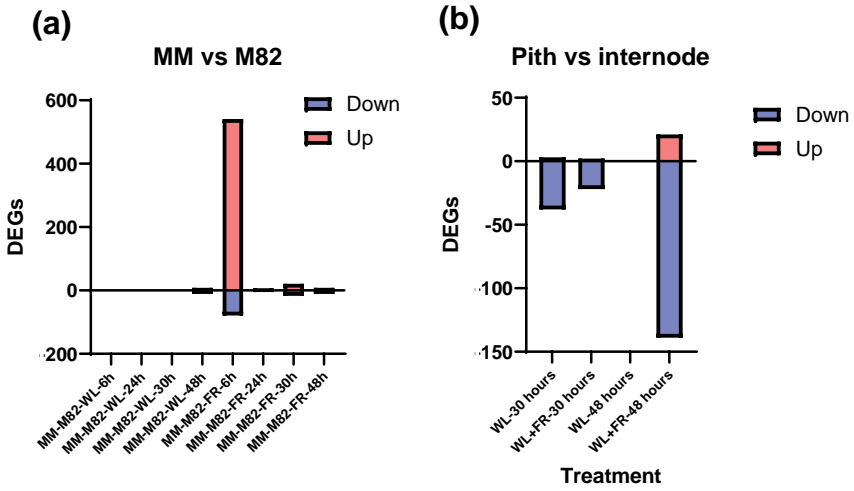 (a)
MM vs M82
600
400
200
0
-200
DEGs
Down
Up
MM-M82-WL-6h
MM-M82-WL-24h
MM-M82-WL-30h
MM-M82-WL-48h
MM-M82-FR-6h
MM-M82-FR-24h
MM-M82-FR-30h
MM-M82-FR-48h
(b)
Pith vs internode
50
0
-50
-100
-150
DEGs
Down
Up
WL-30 hours
WL+FR-30 hours
WL-48 hours
WL+FR-48 hours
Treatment